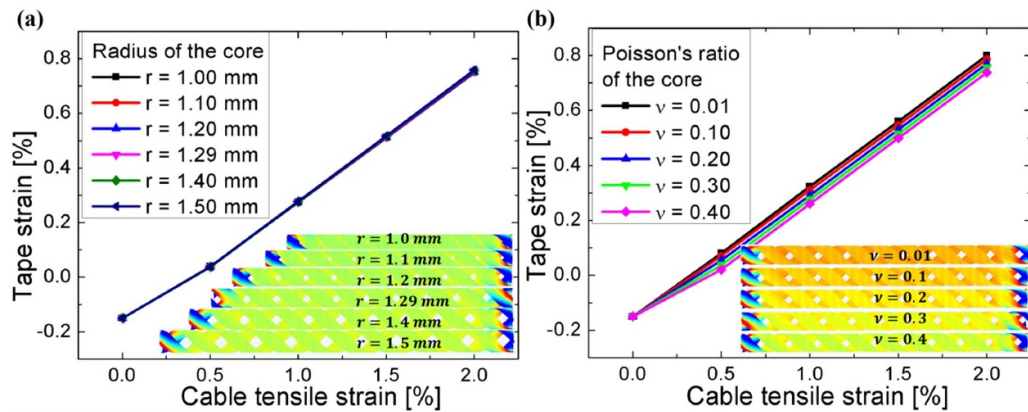 (a)
Tape strain [%]
0.8
0.6
0.4
0.2
0.0
-0.2
Radius of the core
r = 1.00 mm
r = 1.10 mm
r = 1.20 mm
r = 1.29 mm
r = 1.40 mm
r = 1.50 mm
r = 1.0 mm
r = 1.1 mm
r = 1.2 mm
r = 1.29 mm
r = 1.4 mm
r = 1.5 mm
0.0 0.5 1.0 1.5 2.0
Cable tensile strain [%]
(b)
Tape strain [%]
0.8
0.6
0.4
0.2
0.0
-0.2
Poisson's ratio
of the core
ν = 0.01
ν = 0.10
ν = 0.20
ν = 0.30
ν = 0.40
ν = 0.01
ν = 0.1
ν = 0.2
ν = 0.3
ν = 0.4
0.0 0.5 1.0 1.5 2.0
Cable tensile strain [%]